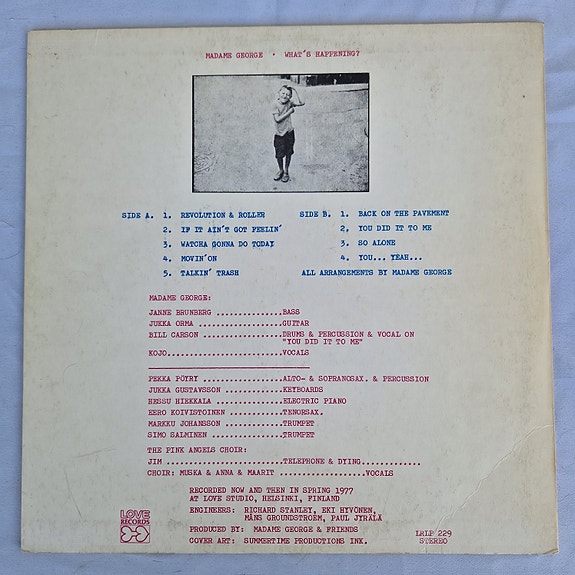 MADAME GEORGE • WHAT'S HAPPENING?
SIDE A. 1. REVOLUTION & ROLLER
2. IF IT AIN'T GOT FEELIN'
3. WATCHA GONNA DO TODAY
4. MOVIN'ON
5. TALKIN' TRASH
SIDE B. 1. BACK ON THE PAVEMENT
2. YOU DID IT TO ME
3. SO ALONE
4. YOU... YEAH...
ALL ARRANGEMENTS BY MADAME GEORGE
MADAME GEORGE:
JANNE BRUNBERG ................BASS
JUKKA ORMA ....................GUITAR
BILL CARSON ...................DRUMS & PERCUSSION & VOCAL ON
"YOU DID IT TO ME"
KOJO...........................VOCALS
PEKKA PÖYRY ...................ALTO- & SOPRANOSAX. & PERCUSSION
JUKKA GUSTAVSSON ..............KEYBOARDS
HESSU HIEKKALA ................ELECTRIC PIANO
EERO KOIVISTOINEN .............TENORSAX.
MARKKU JOHANSSON ..............TRUMPET
SIMO SALMINEN .................TRUMPET
THE PINK ANGELS CHOIR:
JIM ...........................TELEPHONE & DYING.............
CHOIR: MUSKA & ANNA & MAARIT ....................VOCALS
RECORDED NOW AND THEN IN SPRING 1977
AT LOVE STUDIO, HELSINKI, FINLAND
ENGINEERS: RICHARD STANLEY, EKI HYVÖNEN,
MÅNS GROUNDSTROEM, PAUL JYRÄLÄ
PRODUCED BY: MADAME GEORGE & FRIENDS
COVER ART: SUMMERTIME PRODUCTIONS INK.
LOVE
RECORDS
LRLP 229
STEREO